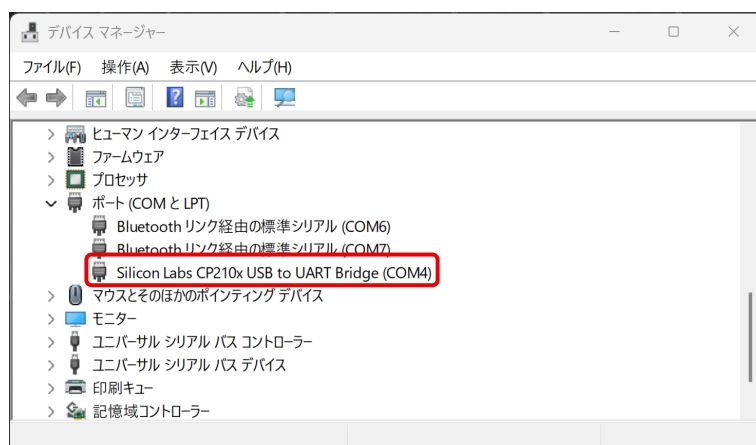 デバイス マネージャー
ファイル(F) 操作(A) 表示(V) ヘルプ(H)
ヒューマン インターフェイス デバイス
ファームウェア
プロセッサ
ポート (COM と LPT)
Bluetooth リンク経由の標準シリアル (COM6)
Bluetooth リンク経由の標準シリアル (COM7)
Silicon Labs CP210x USB to UART Bridge (COM4)
マウスとそのほかのポインティング デバイス
モニター
ユニバーサル シリアル バス コントローラー
ユニバーサル シリアル バス デバイス
印刷キュー
記憶域コントローラー